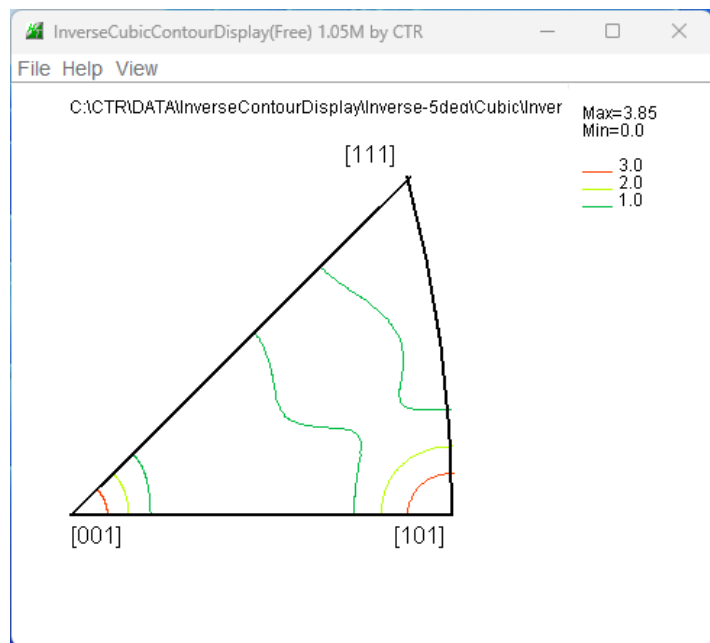 InverseCubicContourDisplay(Free) 1.05M by CTR
File Help View
C:\CTR\DATA\InverseContourDisplay\Inverse-5deg\Cubic\Inver
Max=3.85
Min=0.0
[111]
3.0
2.0
1.0
[001]
[101]